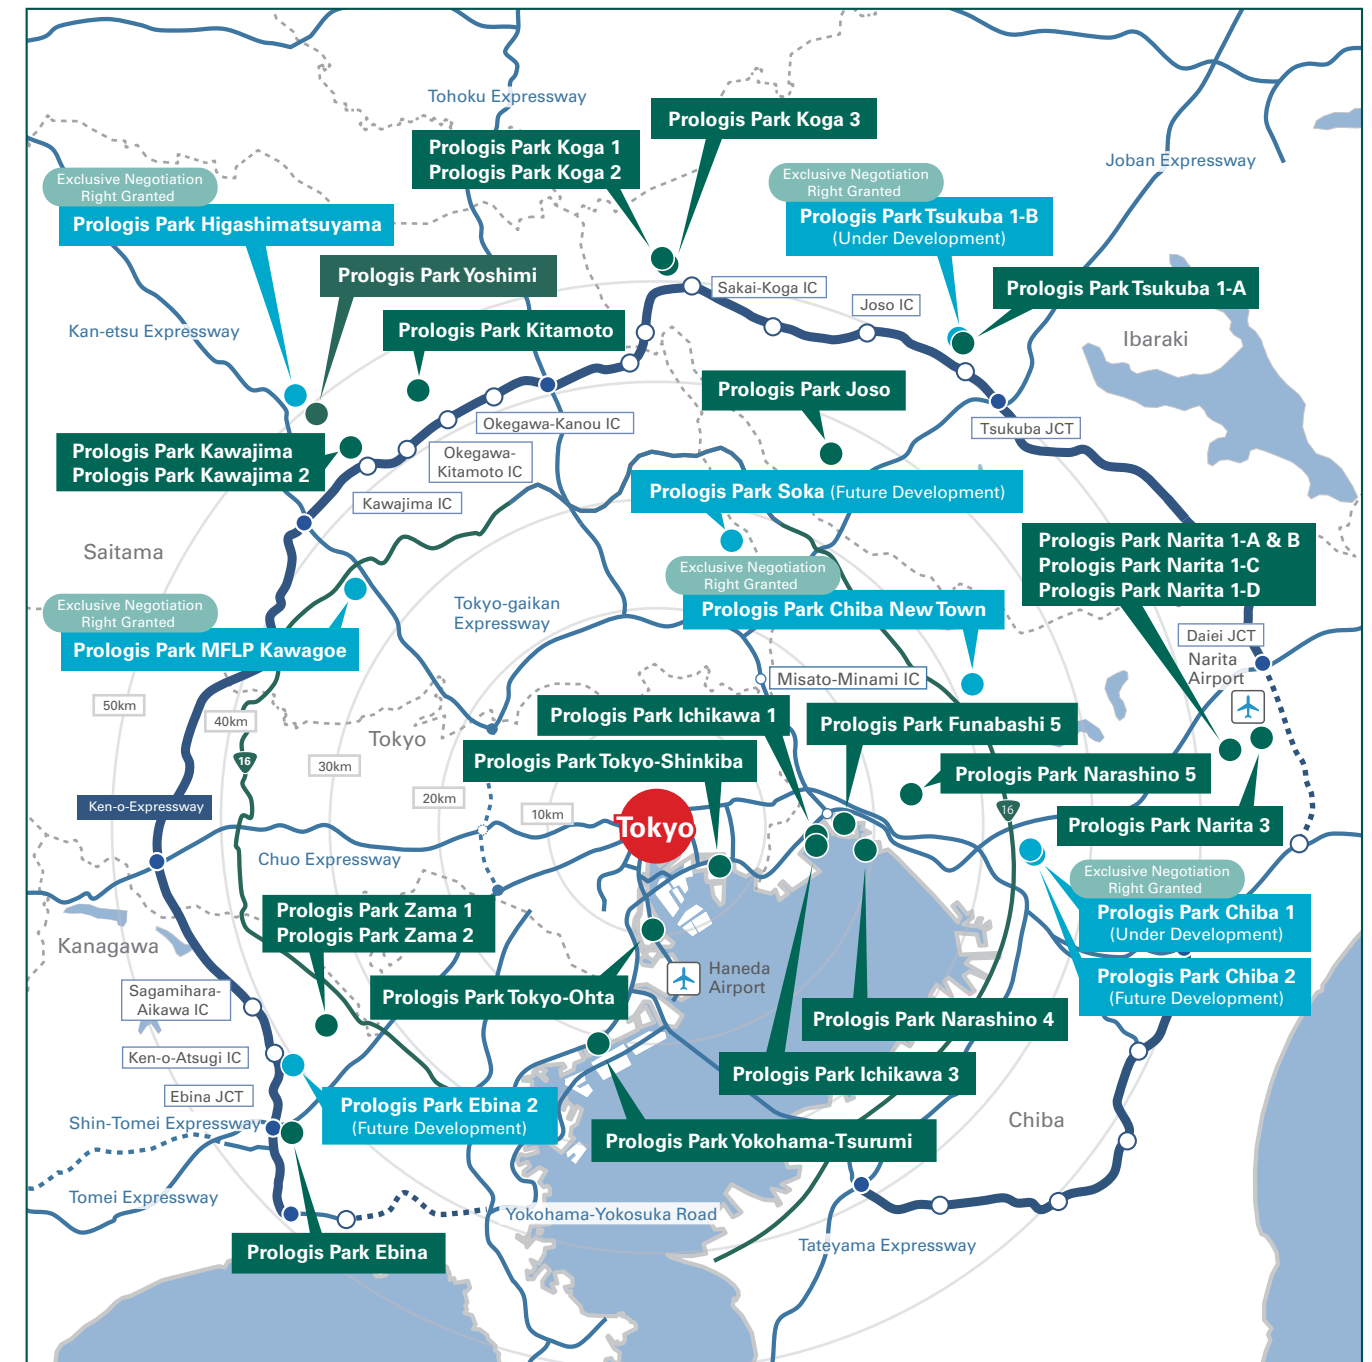 Tohoku Expressway
Prologis Park Koga 3
Prologis Park Koga 1
Prologis Park Koga 2
Joban Expressway
Exclusive Negotiation
Right Granted
Prologis Park Higashimatsuyama
Exclusive Negotiation
Right Granted
Prologis Park Tsukuba 1-B
(Under Development)
Prologis Park Yoshimi
Sakai-Koga IC
Prologis Park Tsukuba 1-A
Joso IC
Kan-etsu Expressway
Prologis Park Kitamoto
Ibaraki
Prologis Park Joso
Okegawa-Kanou IC
Tsukuba JCT
Prologis Park Kawajima
Prologis Park Kawajima 2
Okegawa-
Kitamoto IC
Kawajima IC
Prologis Park Soka (Future Development)
Saitama
Prologis Park Narita 1-A & B
Prologis Park Narita 1-C
Prologis Park Narita 1-D
Exclusive Negotiation
Right Granted
Prologis Park Chiba New Town
Exclusive Negotiation
Right Granted
Prologis Park MFLP Kawagoe
Tokyo-gaikan
Expressway
Daiei JCT
Narita
Airport
Misato-Minami IC
50km
40km
30km
20km
10km
Tokyo
16
Prologis Park Ichikawa 1
Prologis Park Funabashi 5
Prologis Park Tokyo-Shinkiba
Prologis Park Narashino 5
Ken-o-Expressway
16
Prologis Park Narita 3
Tokyo
Chuo Expressway
Exclusive Negotiation
Right Granted
Prologis Park Chiba 1
(Under Development)
Prologis Park Zama 1
Prologis Park Zama 2
Kanagawa
Prologis Park Chiba 2
(Future Development)
Haneda
Airport
Sagamihara-
Aikawa IC
Prologis Park Tokyo-Ohta
Prologis Park Narashino 4
Ken-o-Atsugi IC
Prologis Park Ichikawa 3
Ebina JCT
Prologis Park Ebina 2
(Future Development)
Shin-Tomei Expressway
Prologis Park Yokohama-Tsurumi
Chiba
Tomei Expressway
Yokohama-Yokosuka Road
Prologis Park Ebina
Tateyama Expressway